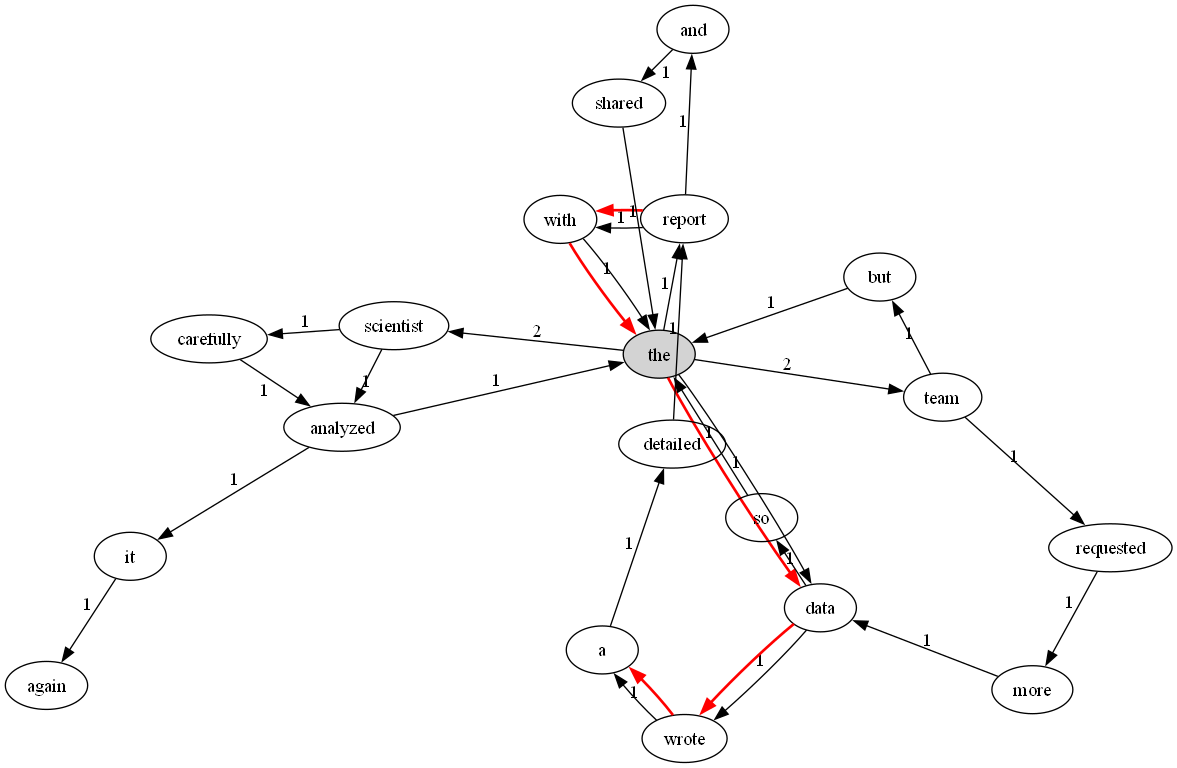 and
1
shared
1
with
1
1
report
1
1
but
1
scientist
1
carefully
2
the
1
1
2
team
1
1
analyzed
1
detailed
1
1
1
1
so
it
1
requested
1
1
1
data
1
a
1
1
again
more
1
wrote